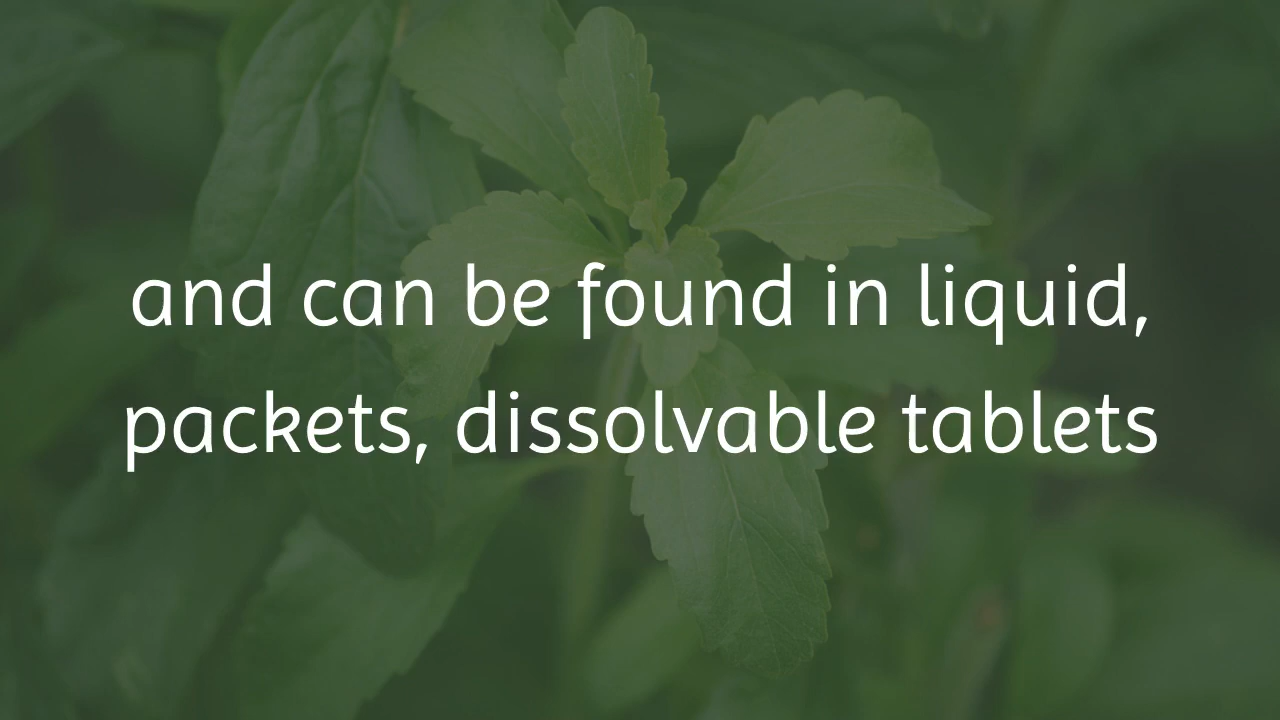 and can be found in liquid,
packets, dissolvable tablets